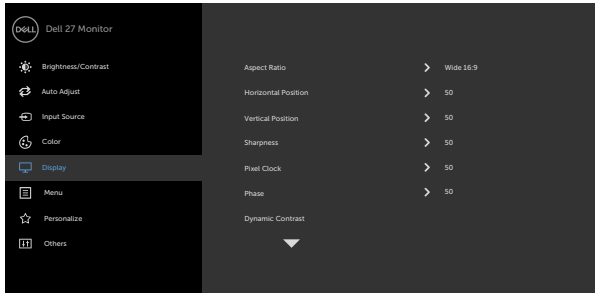 DELL Dell 27 Monitor
Brightness/Contrast
Auto Adjust
Input Source
Color
Display
Menu
Personalize
Others
Aspect Ratio Wide 16:9
Horizontal Position 50
Vertical Position 50
Sharpness 50
Pixel Clock 50
Phase 50
Dynamic Contrast